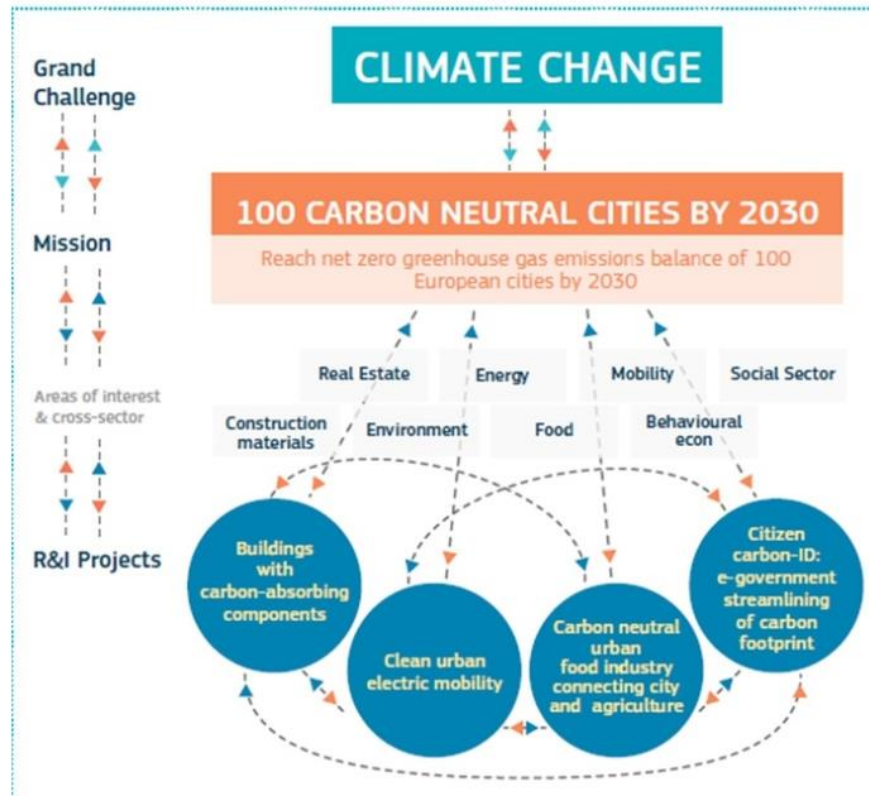 Grand
Challenge
CLIMATE CHANGE
Mission
100 CARBON NEUTRAL CITIES BY 2030
Reach net zero greenhouse gas emissions balance of 100
European cities by 2030
Areas of interest
& cross-sector
Real Estate
Energy
Mobility
Social Sector
Construction
materials
Environment
Food
Behavioural
econ
R&I Projects
Buildings
with
carbon-absorbing
components
Clean urban
electric mobility
Carbon neutral
urban
food industry
connecting city
and agriculture
Citizen
carbon-ID:
e-government
streamlining
of carbon
footprint